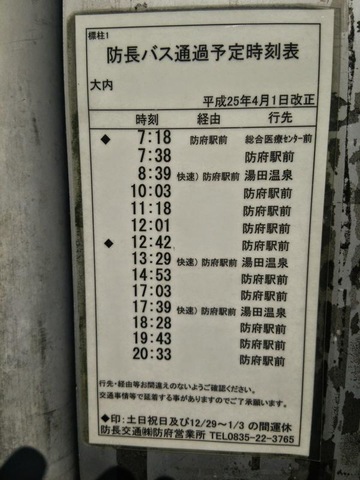 標柱1
防長バス通過予定時刻表
大内
平成25年4月1日改正
時刻 経由 行先
◆ 7:18 防府駅前 総合医療センター前
7:38 防府駅前
8:39 快速) 防府駅前 湯田温泉
10:03 防府駅前
11:18 防府駅前
12:01 防府駅前
◆ 12:42 防府駅前
13:29 快速) 防府駅前 湯田温泉
14:53 防府駅前
17:03 防府駅前
17:39 快速) 防府駅前 湯田温泉
18:28 防府駅前
19:43 防府駅前
20:33 防府駅前
行先・経由等お間違えのないようご確認ください。
交通事情等で延着する事がありますのでご了承願います。
◆印:土日祝日及び12/29~1/3の間運休
防長交通㈱防府営業所 TEL0835-22-3765